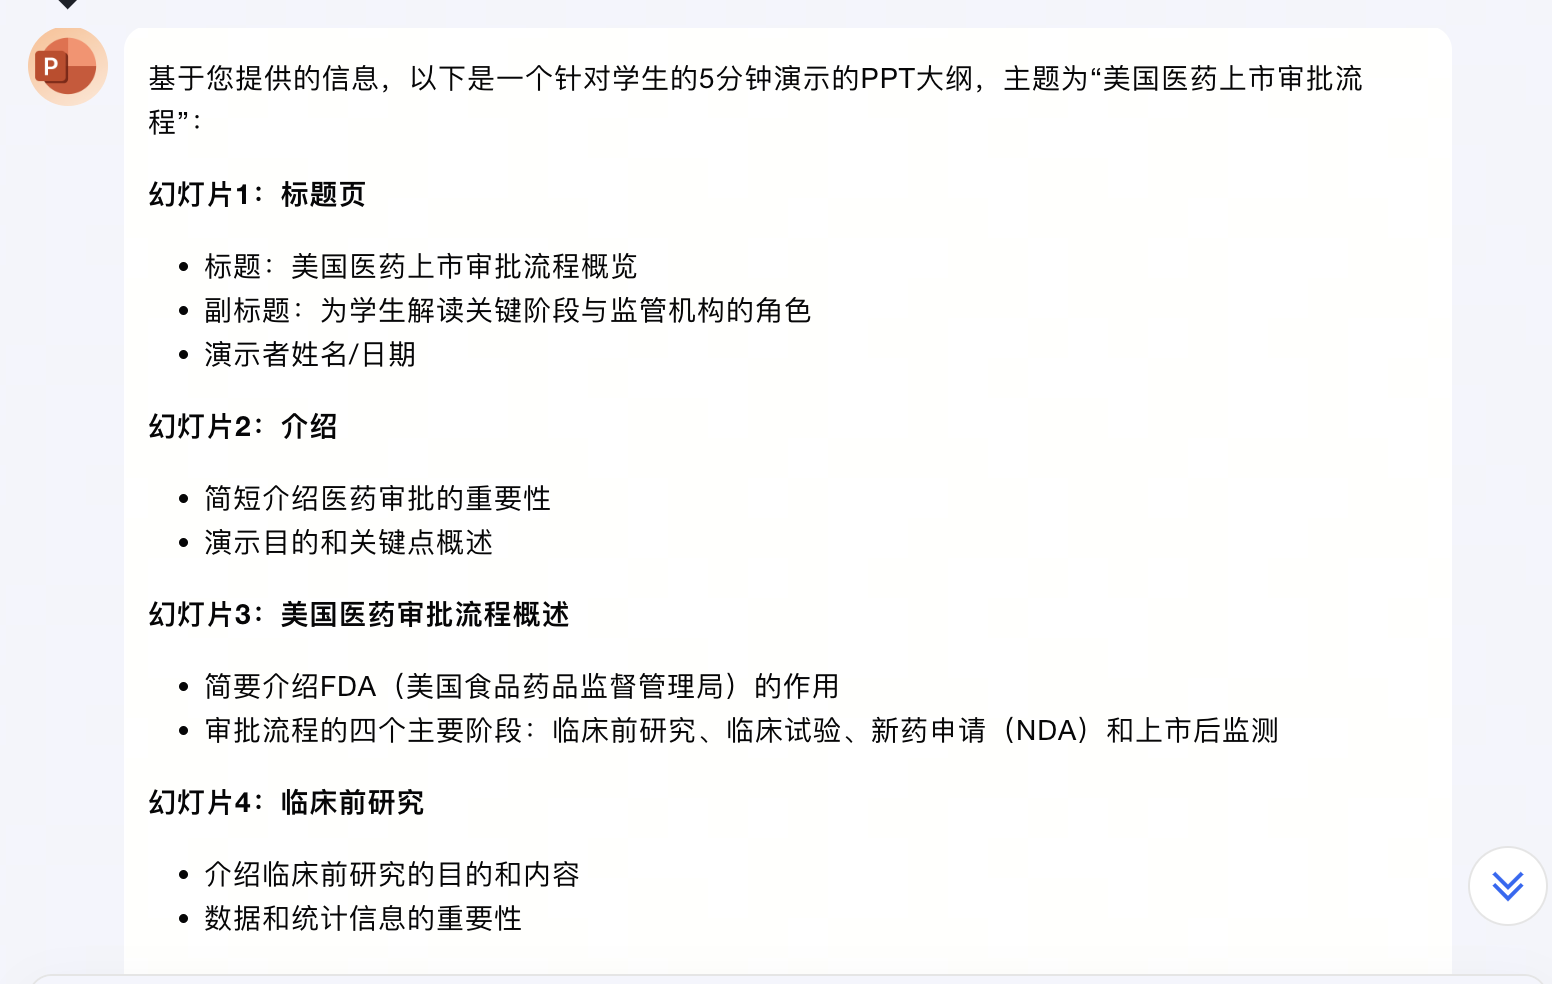 P
基于您提供的信息，以下是一个针对学生的5分钟演示的PPT大纲，主题为“美国医药上市审批流
程”：
幻灯片1：标题页
• 标题：美国医药上市审批流程概览
• 副标题：为学生解读关键阶段与监管机构的角色
• 演示者姓名/日期
幻灯片2：介绍
• 简短介绍医药审批的重要性
• 演示目的和关键点概述
幻灯片3：美国医药审批流程概述
• 简要介绍FDA（美国食品药品监督管理局）的作用
• 审批流程的四个主要阶段：临床前研究、临床试验、新药申请（NDA）和上市后监测
幻灯片4：临床前研究
• 介绍临床前研究的目的和内容
• 数据和统计信息的重要性